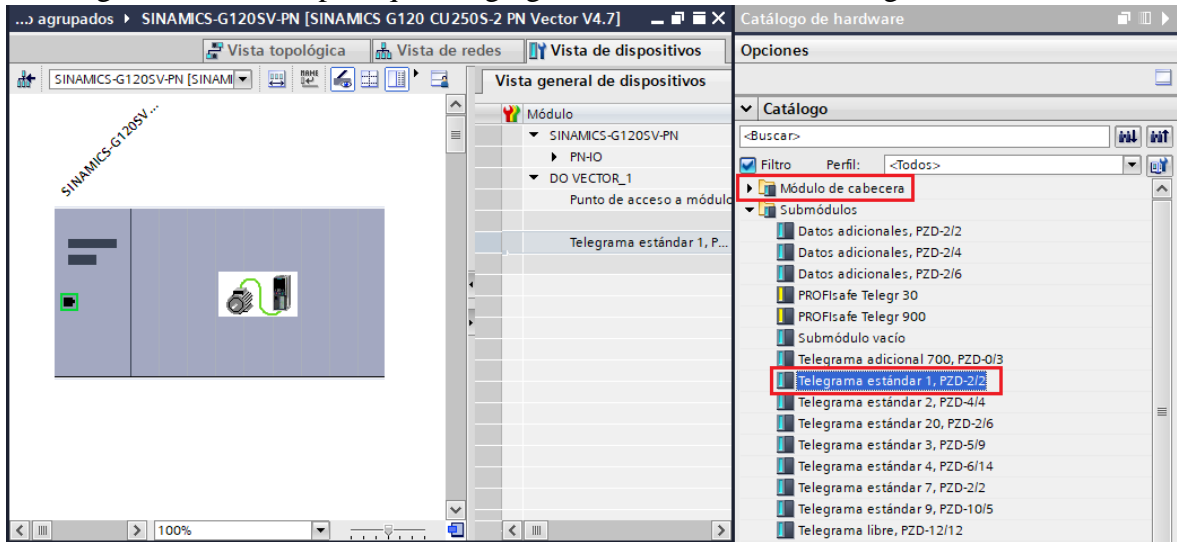 ...o agrupados ▸ SINAMICS-G120SV-PN [SINAMICS G120 CU250S-2 PN Vector V4.7]
Vista topológica
Vista de redes
Vista de dispositivos
SINAMICS-G120SV-PN [SINAM
SINAMICS-G120SV...
100%
Vista general de dispositivos
Módulo
SINAMICS-G120SV-PN
PN-IO
DO VECTOR_1
Punto de acceso a módulo
Telegrama estándar 1, P...
Catálogo de hardware
Opciones
Catálogo
<Buscar>
Filtro Perfil: <Todos>
Módulo de cabecera
Submódulos
Datos adicionales, PZD-2/2
Datos adicionales, PZD-2/4
Datos adicionales, PZD-2/6
PROFIsafe Telegr 30
PROFIsafe Telegr 900
Submódulo vacío
Telegrama adicional 700, PZD-0/3
Telegrama estándar 1, PZD-2/2
Telegrama estándar 2, PZD-4/4
Telegrama estándar 20, PZD-2/6
Telegrama estándar 3, PZD-5/9
Telegrama estándar 4, PZD-6/14
Telegrama estándar 7, PZD-2/2
Telegrama estándar 9, PZD-10/5
Telegrama libre, PZD-12/12